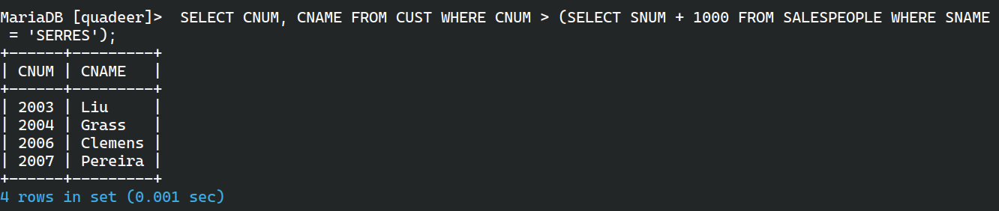 MariaDB [quadeer]>  SELECT CNUM, CNAME FROM CUST WHERE CNUM > (SELECT SNUM + 1000 FROM SALESPEOPLE WHERE SNAME
 = 'SERRES');
+------+---------+
| CNUM | CNAME   |
+------+---------+
| 2003 | Liu     |
| 2004 | Grass   |
| 2006 | Clemens |
| 2007 | Pereira |
+------+---------+
4 rows in set (0.001 sec)